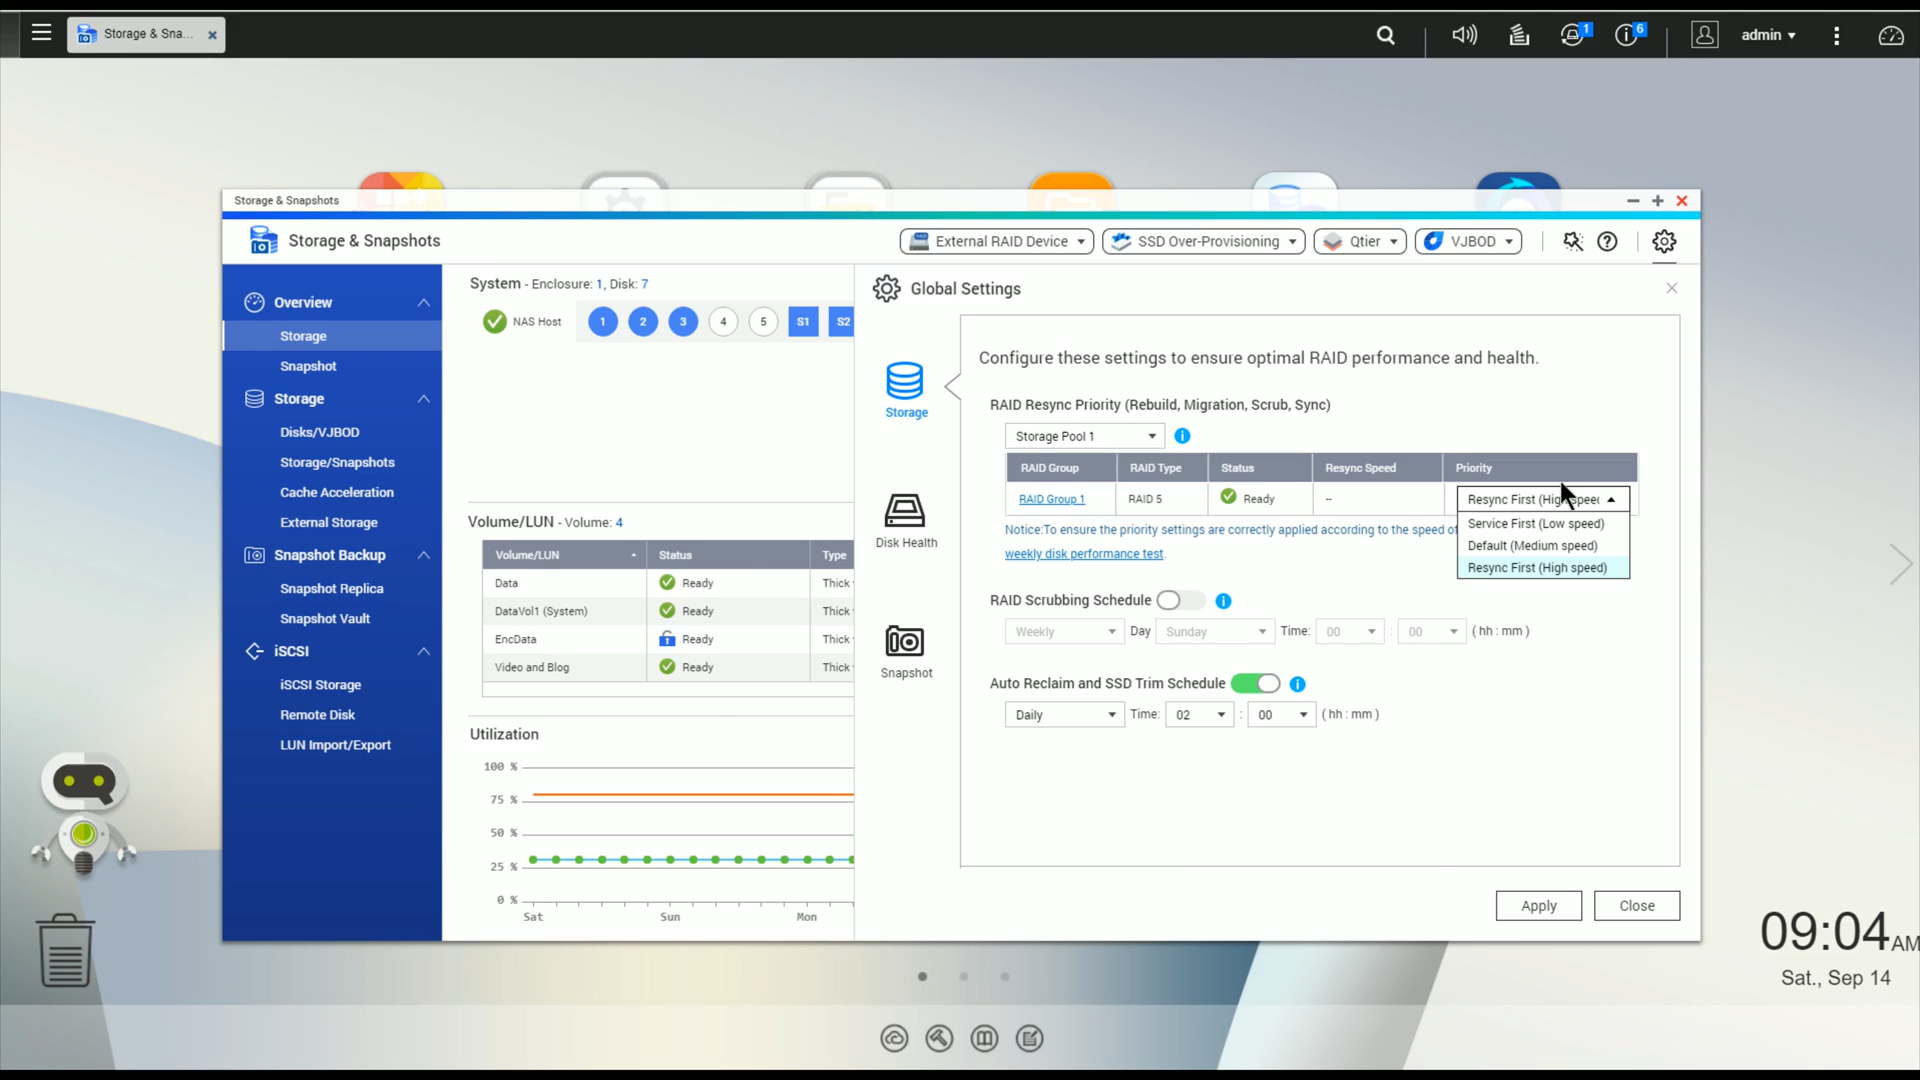 Storage & Sna...
1
6
admin
Storage & Snapshots
Storage & Snapshots
External RAID Device
SSD Over-Provisioning
Qtier
VJBOD
Overview
Storage
Snapshot
Storage
Disks/VJBOD
Storage/Snapshots
Cache Acceleration
External Storage
Snapshot Backup
Snapshot Replica
Snapshot Vault
iSCSI
iSCSI Storage
Remote Disk
LUN Import/Export
System - Enclosure: 1, Disk: 7
NAS Host
1 2 3 4 5 S1 S2
Volume/LUN - Volume: 4
Volume/LUN Status Type
Data Ready Thick
DataVol1 (System) Ready Thick
EncData Ready Thick
Video and Blog Ready Thick
Utilization
100 %
75 %
50 %
25 %
0 %
Sat Sun Mon
Global Settings
Storage
Disk Health
Snapshot
Configure these settings to ensure optimal RAID performance and health.
RAID Resync Priority (Rebuild, Migration, Scrub, Sync)
Storage Pool 1
RAID Group RAID Type Status Resync Speed Priority
RAID Group 1 RAID 5 Ready -- Resync First (High speed
Service First (Low speed)
Default (Medium speed)
Resync First (High speed)
Notice:To ensure the priority settings are correctly applied according to the speed of
weekly disk performance test.
RAID Scrubbing Schedule
Weekly Day Sunday Time: 00 : 00 ( hh : mm )
Auto Reclaim and SSD Trim Schedule
Daily Time: 02 : 00 ( hh : mm )
Apply Close
09:04 AM
Sat., Sep 14